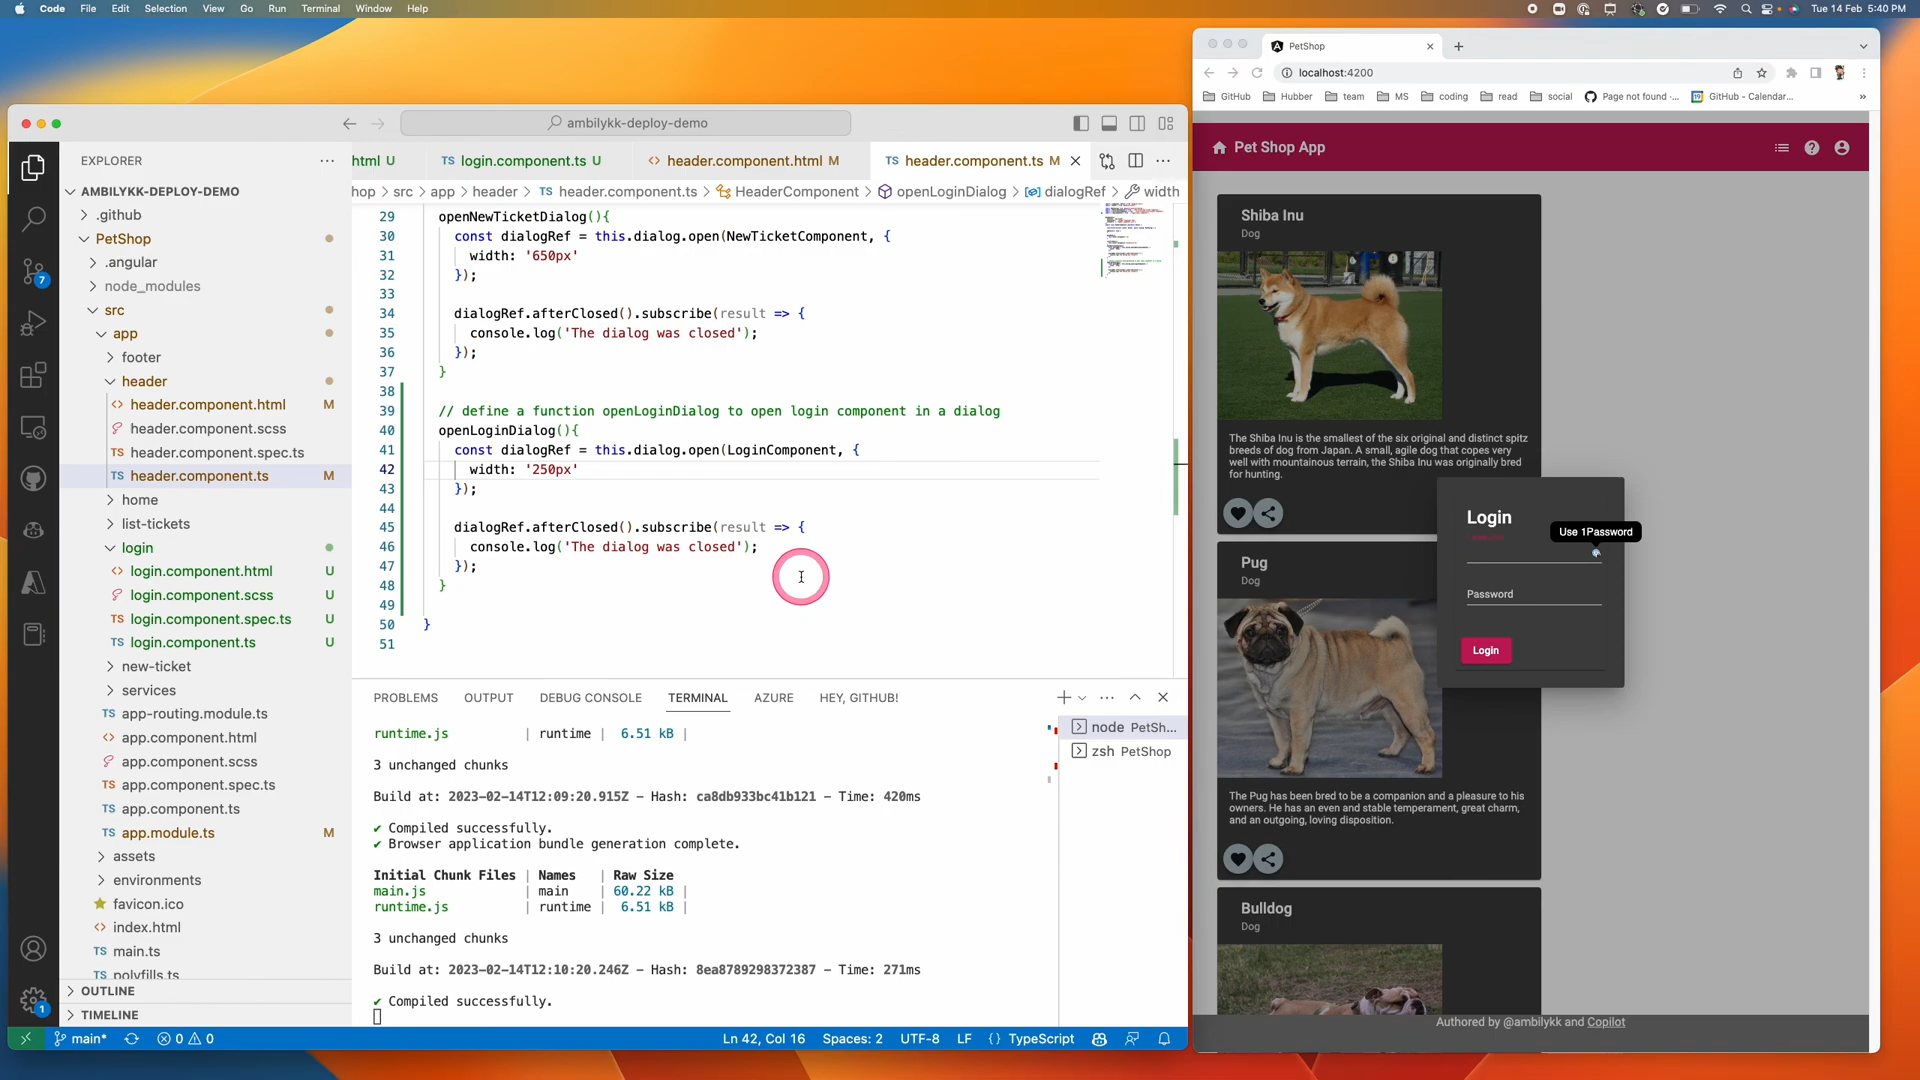 Code File Edit Selection View Go Run Terminal Window Help
Tue 14 Feb 5:40 PM
ambilykk-deploy-demo
EXPLORER
AMBILYKK-DEPLOY-DEMO
.github
PetShop
.angular
node_modules
src
app
footer
header
header.component.html M
header.component.scss
header.component.spec.ts
TS header.component.ts M
home
list-tickets
login
login.component.html U
login.component.scss U
TS login.component.spec.ts U
TS login.component.ts U
new-ticket
services
TS app-routing.module.ts
app.component.html
app.component.scss
TS app.component.spec.ts
TS app.component.ts
TS app.module.ts M
assets
environments
favicon.ico
index.html
TS main.ts
TS polyfills.ts
OUTLINE
TIMELINE
7
1
html U
TS login.component.ts U
header.component.html M
TS header.component.ts M
hop > src > app > header > TS header.component.ts > HeaderComponent > openLoginDialog > dialogRef > width
29 openNewTicketDialog(){
30 const dialogRef = this.dialog.open(NewTicketComponent, {
31 width: '650px'
32 });
33
34 dialogRef.afterClosed().subscribe(result => {
35 console.log('The dialog was closed');
36 });
37 }
38
39 // define a function openLoginDialog to open login component in a dialog
40 openLoginDialog(){
41 const dialogRef = this.dialog.open(LoginComponent, {
42 width: '250px'
43 });
44
45 dialogRef.afterClosed().subscribe(result => {
46 console.log('The dialog was closed');
47 });
48 }
49
50 }
51
PROBLEMS OUTPUT DEBUG CONSOLE TERMINAL AZURE HEY, GITHUB!
runtime.js | runtime | 6.51 kB |
3 unchanged chunks
Build at: 2023-02-14T12:09:20.915Z - Hash: ca8db933bc41b121 - Time: 420ms
✔ Compiled successfully.
✔ Browser application bundle generation complete.
Initial Chunk Files | Names | Raw Size
main.js | main | 60.22 kB |
runtime.js | runtime | 6.51 kB |
3 unchanged chunks
Build at: 2023-02-14T12:10:20.246Z - Hash: 8ea8789298372387 - Time: 271ms
✔ Compiled successfully.
node PetSh...
zsh PetShop
main* 0 0 Ln 42, Col 16 Spaces: 2 UTF-8 LF {} TypeScript
PetShop
localhost:4200
GitHub Hubber team MS coding read social Page not found -... GitHub - Calendar... »
Pet Shop App
Shiba Inu
Dog
The Shiba Inu is the smallest of the six original and distinct spitz
breeds of dog from Japan. A small, agile dog that copes very
well with mountainous terrain, the Shiba Inu was originally bred
for hunting.
Pug
Dog
The Pug has been bred to be a companion and a pleasure to his
owners. He has an even and stable temperament, great charm,
and an outgoing, loving disposition.
Bulldog
Dog
Login
Use 1Password
Password
Login
Authored by @ambilykk and Copilot